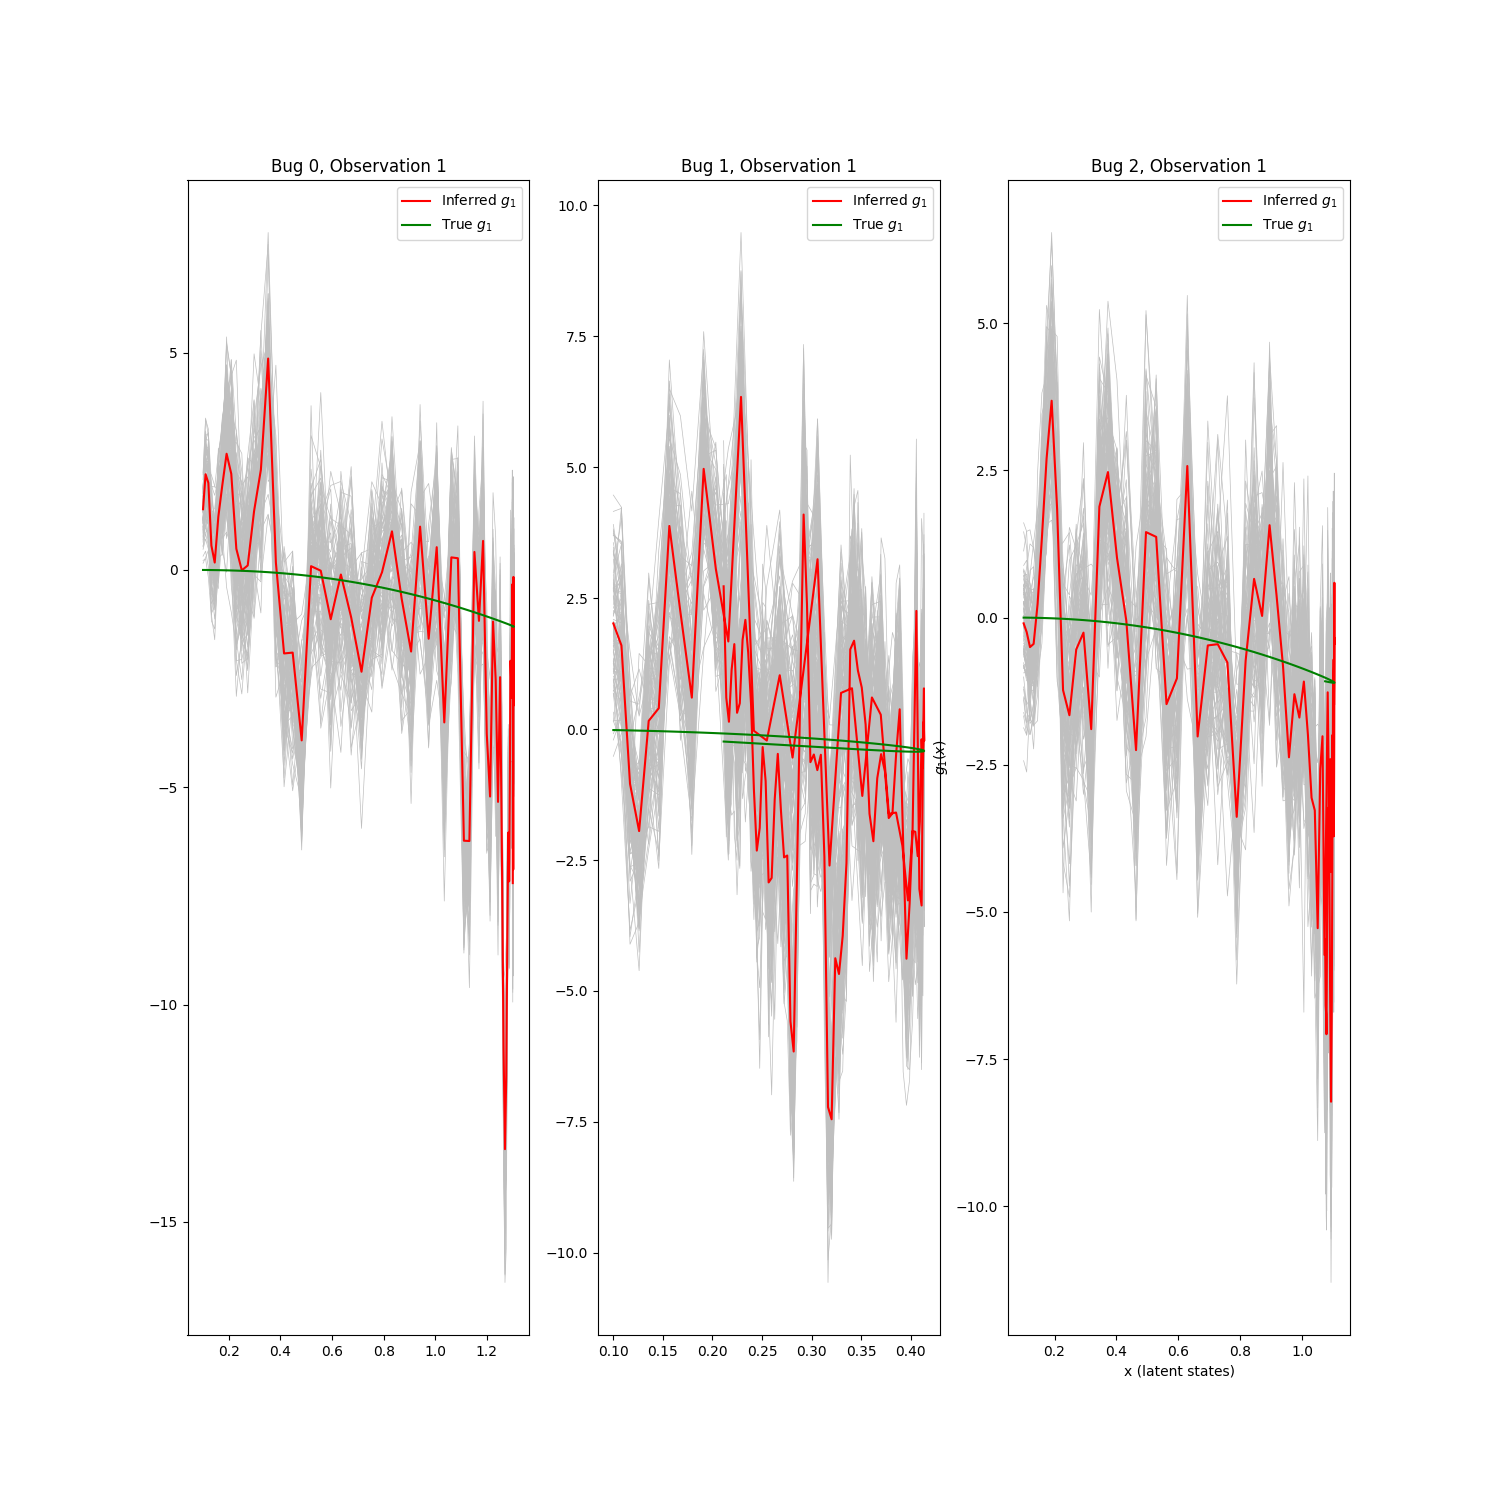 Bug 0, Observation 1
Inferred g₁
True g₁
5
0
−5
−10
−15
0.2 0.4 0.6 0.8 1.0 1.2
Bug 1, Observation 1
Inferred g₁
True g₁
10.0
7.5
5.0
2.5
0.0
−2.5
−5.0
−7.5
−10.0
0.10 0.15 0.20 0.25 0.30 0.35 0.40
Bug 2, Observation 1
Inferred g₁
True g₁
g₁(x)
5.0
2.5
0.0
−2.5
−5.0
−7.5
−10.0
0.2 0.4 0.6 0.8 1.0
x (latent states)